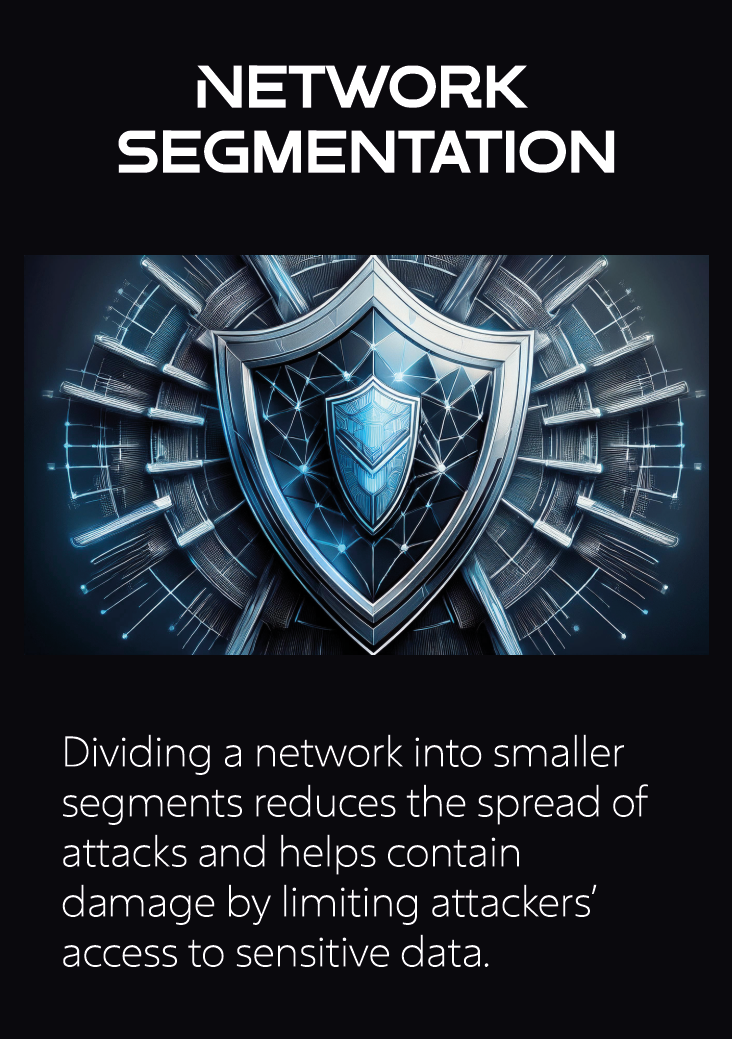 NETWORK
SEGMENTATION
Dividing a network into smaller
segments reduces the spread of
attacks and helps contain
damage by limiting attackers’
access to sensitive data.